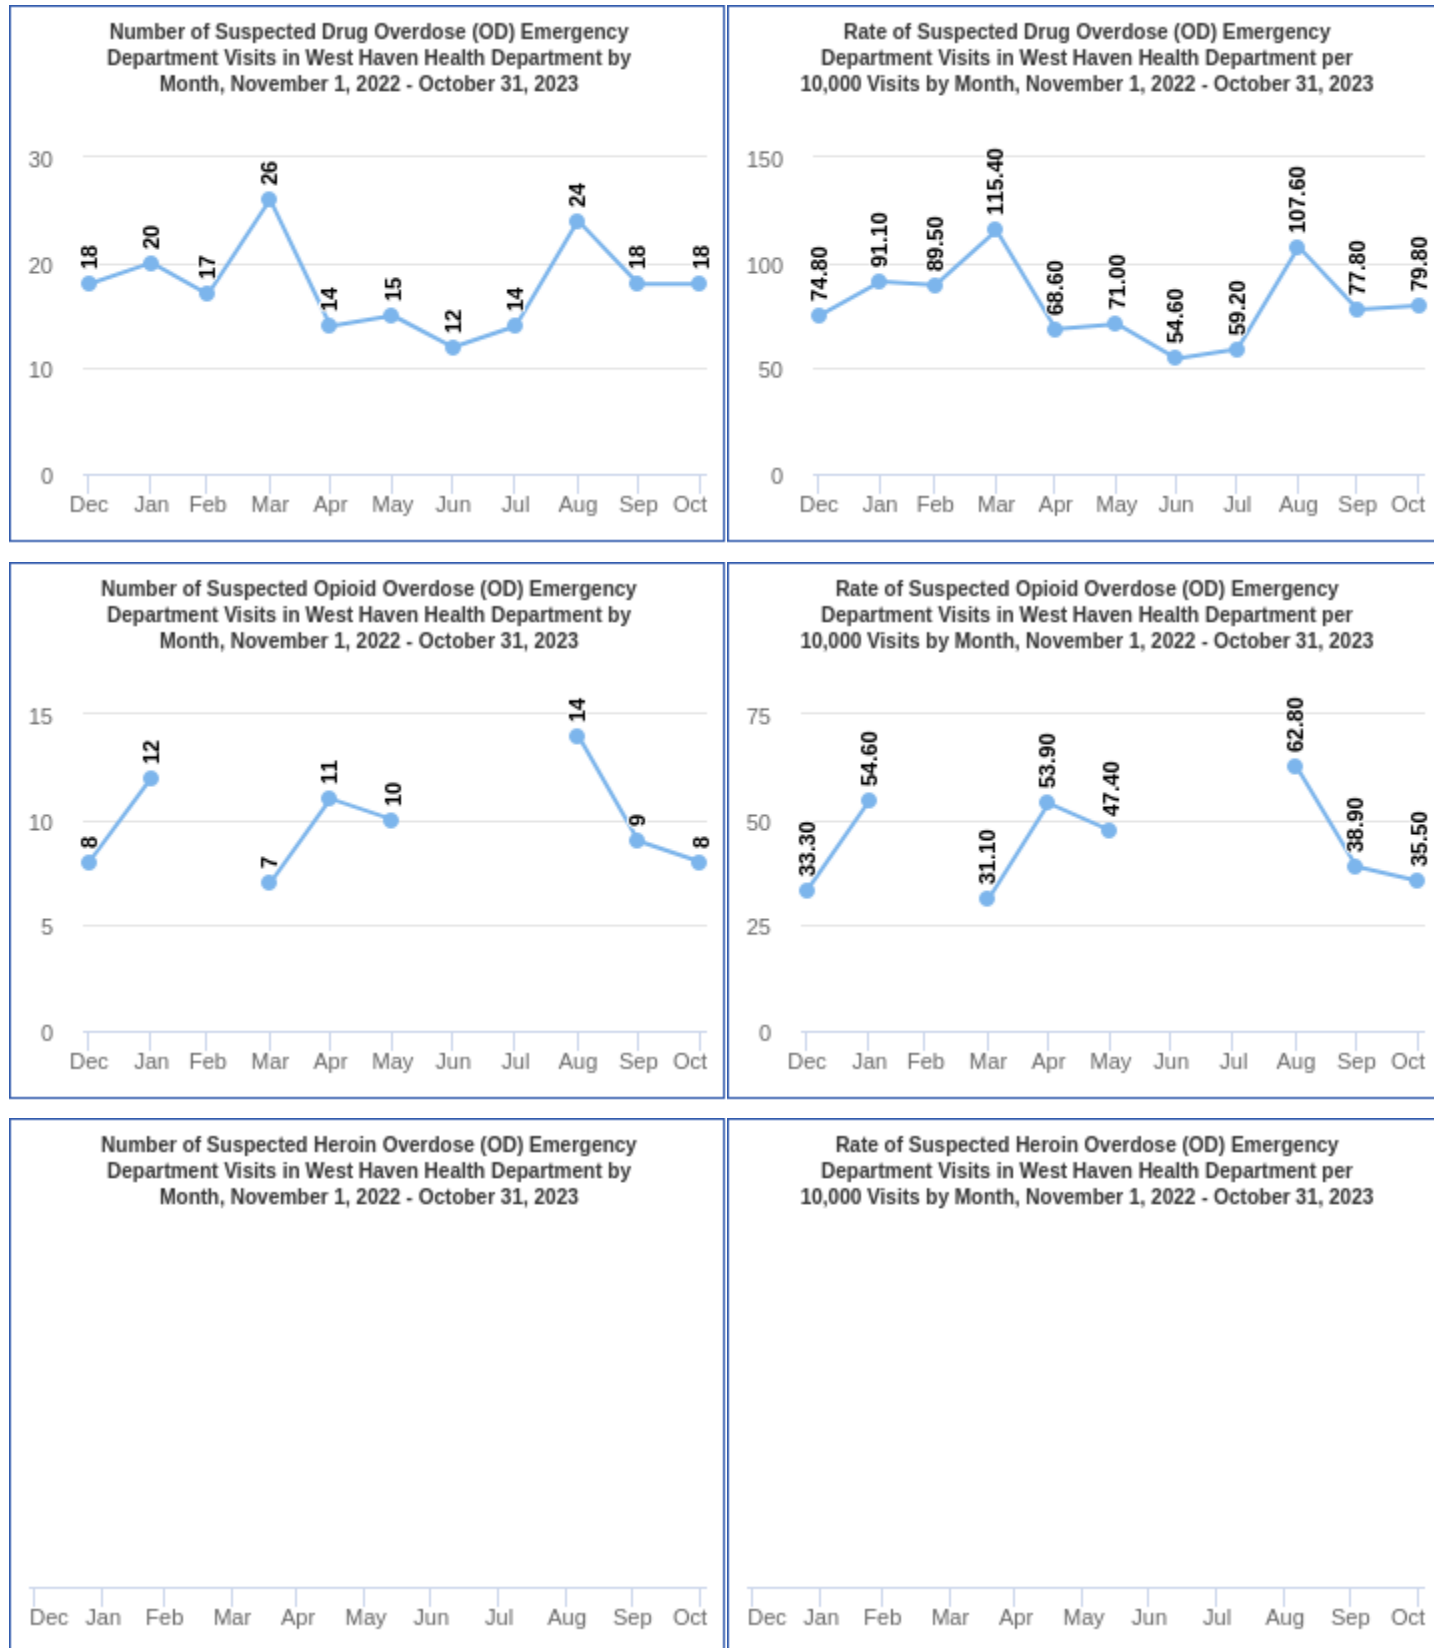 Number of Suspected Drug Overdose (OD) Emergency
Department Visits in West Haven Health Department by
Month, November 1, 2022 - October 31, 2023
30
20
10
0
18
20
17
26
14
15
12
14
24
18
18
Dec Jan Feb Mar Apr May Jun Jul Aug Sep Oct
Rate of Suspected Drug Overdose (OD) Emergency
Department Visits in West Haven Health Department per
10,000 Visits by Month, November 1, 2022 - October 31, 2023
150
100
50
0
74.80
91.10
89.50
115.40
68.60
71.00
54.60
59.20
107.60
77.80
79.80
Dec Jan Feb Mar Apr May Jun Jul Aug Sep Oct
Number of Suspected Opioid Overdose (OD) Emergency
Department Visits in West Haven Health Department by
Month, November 1, 2022 - October 31, 2023
15
10
5
0
8
12
7
11
10
14
9
8
Dec Jan Feb Mar Apr May Jun Jul Aug Sep Oct
Rate of Suspected Opioid Overdose (OD) Emergency
Department Visits in West Haven Health Department per
10,000 Visits by Month, November 1, 2022 - October 31, 2023
75
50
25
0
33.30
54.60
31.10
53.90
47.40
62.80
38.90
35.50
Dec Jan Feb Mar Apr May Jun Jul Aug Sep Oct
Number of Suspected Heroin Overdose (OD) Emergency
Department Visits in West Haven Health Department by
Month, November 1, 2022 - October 31, 2023
Dec Jan Feb Mar Apr May Jun Jul Aug Sep Oct
Rate of Suspected Heroin Overdose (OD) Emergency
Department Visits in West Haven Health Department per
10,000 Visits by Month, November 1, 2022 - October 31, 2023
Dec Jan Feb Mar Apr May Jun Jul Aug Sep Oct